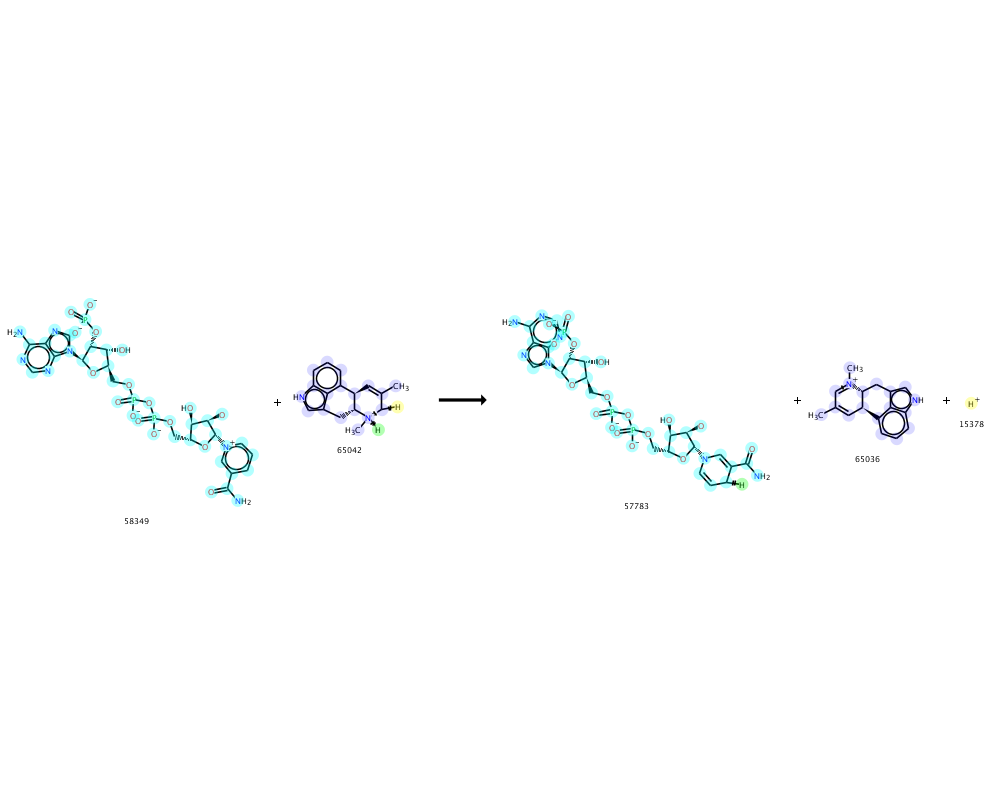 58349
+
65042
57783
+
65036
+
15378
H₂N
N
N
N
N
N
O
P
O⁻
O⁻
O
OH
O
O
P
O
O⁻
O
P
O
O⁻
O
HO
O
O
N⁺
O
NH₂
HN
CH₃
H
N⁺
H
H₃C
H₂N
N
N
N
N
O
P
O
O
OH
O
O
P
O
O⁻
O
P
O
O⁻
O
HO
O
O
N
O
NH₂
H
CH₃
N⁺
H₃C
NH
H⁺